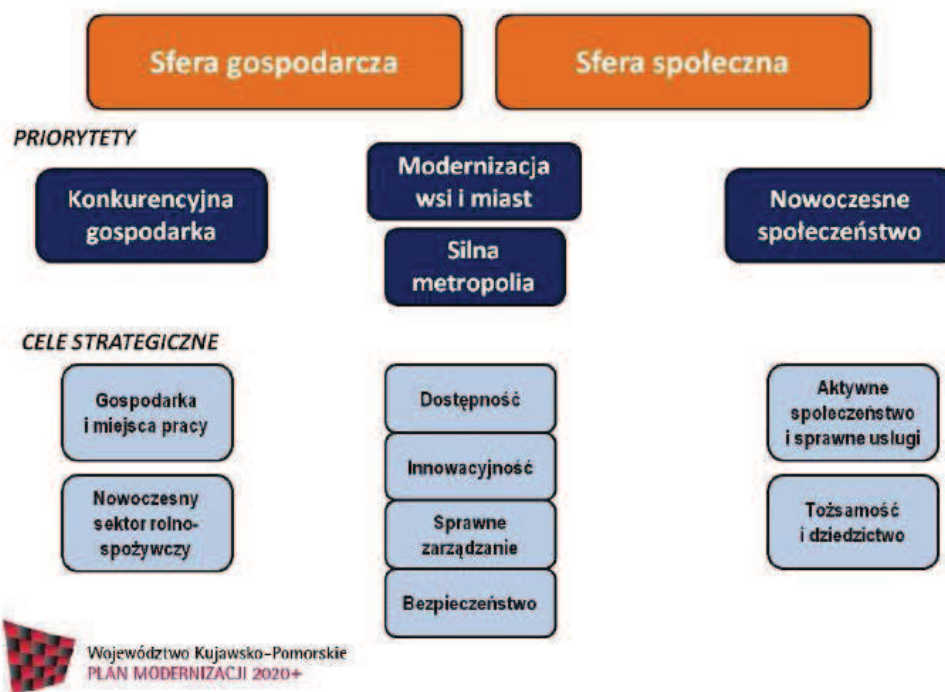 Sfera gospodarcza
Sfera społeczna
PRIORYTETY
Konkurencyjna
gospodarka
Modernizacja
wsi i miast
Silna
metropolia
Nowoczesne
społeczeństwo
CELE STRATEGICZNE
Gospodarka
i miejsca pracy
Nowoczesny
sektor rolno-
spożywczy
Dostępność
Innowacyjność
Sprawne
zarządzanie
Bezpieczeństwo
Aktywne
społeczeństwo
i sprawne usługi
Tożsamość
i dziedzictwo
Województwo Kujawsko-Pomorskie
PLAN MODERNIZACJI 2020+